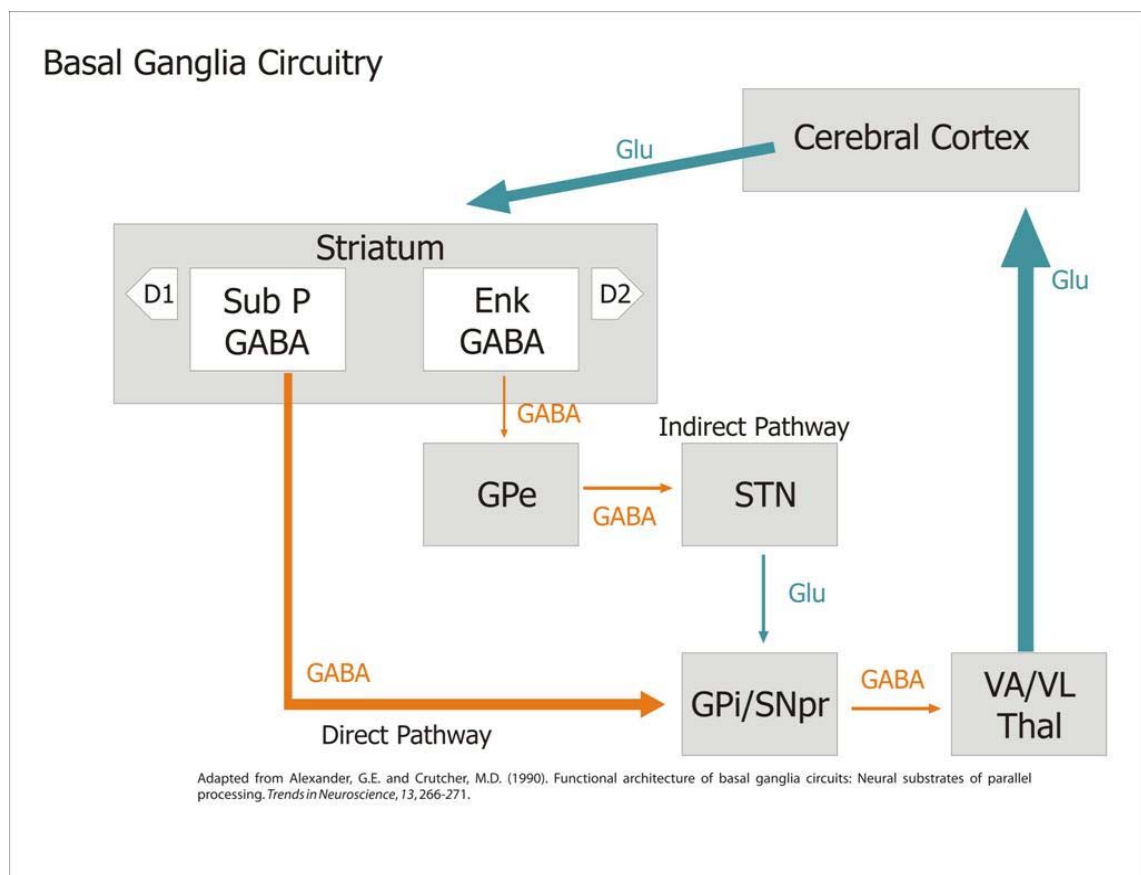 Basal Ganglia Circuitry
Cerebral Cortex
Glu
Striatum
D1
Sub P
GABA
Enk
GABA
D2
Glu
GABA
Indirect Pathway
GPe
GABA
STN
Glu
GABA
Direct Pathway
GPi/SNpr
GABA
VA/VL
Thal
Adapted from Alexander, G.E. and Crutcher, M.D. (1990). Functional architecture of basal ganglia circuits: Neural substrates of parallel
processing. Trends in Neuroscience, 13, 266-271.